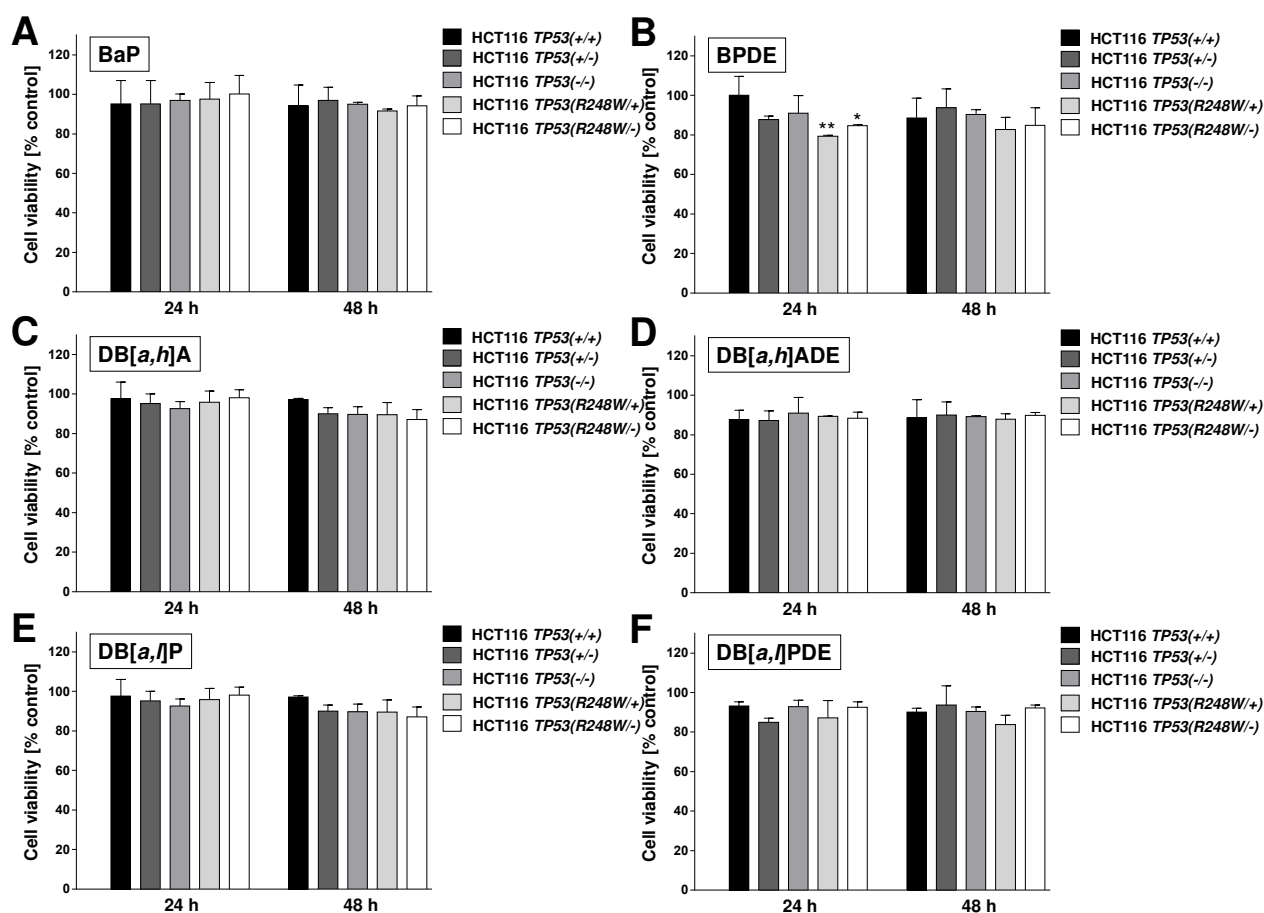 A
BaP
Cell viability [% control]
120
100
80
60
40
20
0
24 h
48 h
HCT116 TP53(+/+)
HCT116 TP53(+/-)
HCT116 TP53(-/-)
HCT116 TP53(R248W/+)
HCT116 TP53(R248W/-)
B
BPDE
Cell viability [% control]
120
100
80
60
40
20
0
**
*
24 h
48 h
HCT116 TP53(+/+)
HCT116 TP53(+/-)
HCT116 TP53(-/-)
HCT116 TP53(R248W/+)
HCT116 TP53(R248W/-)
C
DB[a,h]A
Cell viability [% control]
120
100
80
60
40
20
0
24 h
48 h
HCT116 TP53(+/+)
HCT116 TP53(+/-)
HCT116 TP53(-/-)
HCT116 TP53(R248W/+)
HCT116 TP53(R248W/-)
D
DB[a,h]ADE
Cell viability [% control]
120
100
80
60
40
20
0
24 h
48 h
HCT116 TP53(+/+)
HCT116 TP53(+/-)
HCT116 TP53(-/-)
HCT116 TP53(R248W/+)
HCT116 TP53(R248W/-)
E
DB[a,l]P
Cell viability [% control]
120
100
80
60
40
20
0
24 h
48 h
HCT116 TP53(+/+)
HCT116 TP53(+/-)
HCT116 TP53(-/-)
HCT116 TP53(R248W/+)
HCT116 TP53(R248W/-)
F
DB[a,l]PDE
Cell viability [% control]
120
100
80
60
40
20
0
24 h
48 h
HCT116 TP53(+/+)
HCT116 TP53(+/-)
HCT116 TP53(-/-)
HCT116 TP53(R248W/+)
HCT116 TP53(R248W/-)